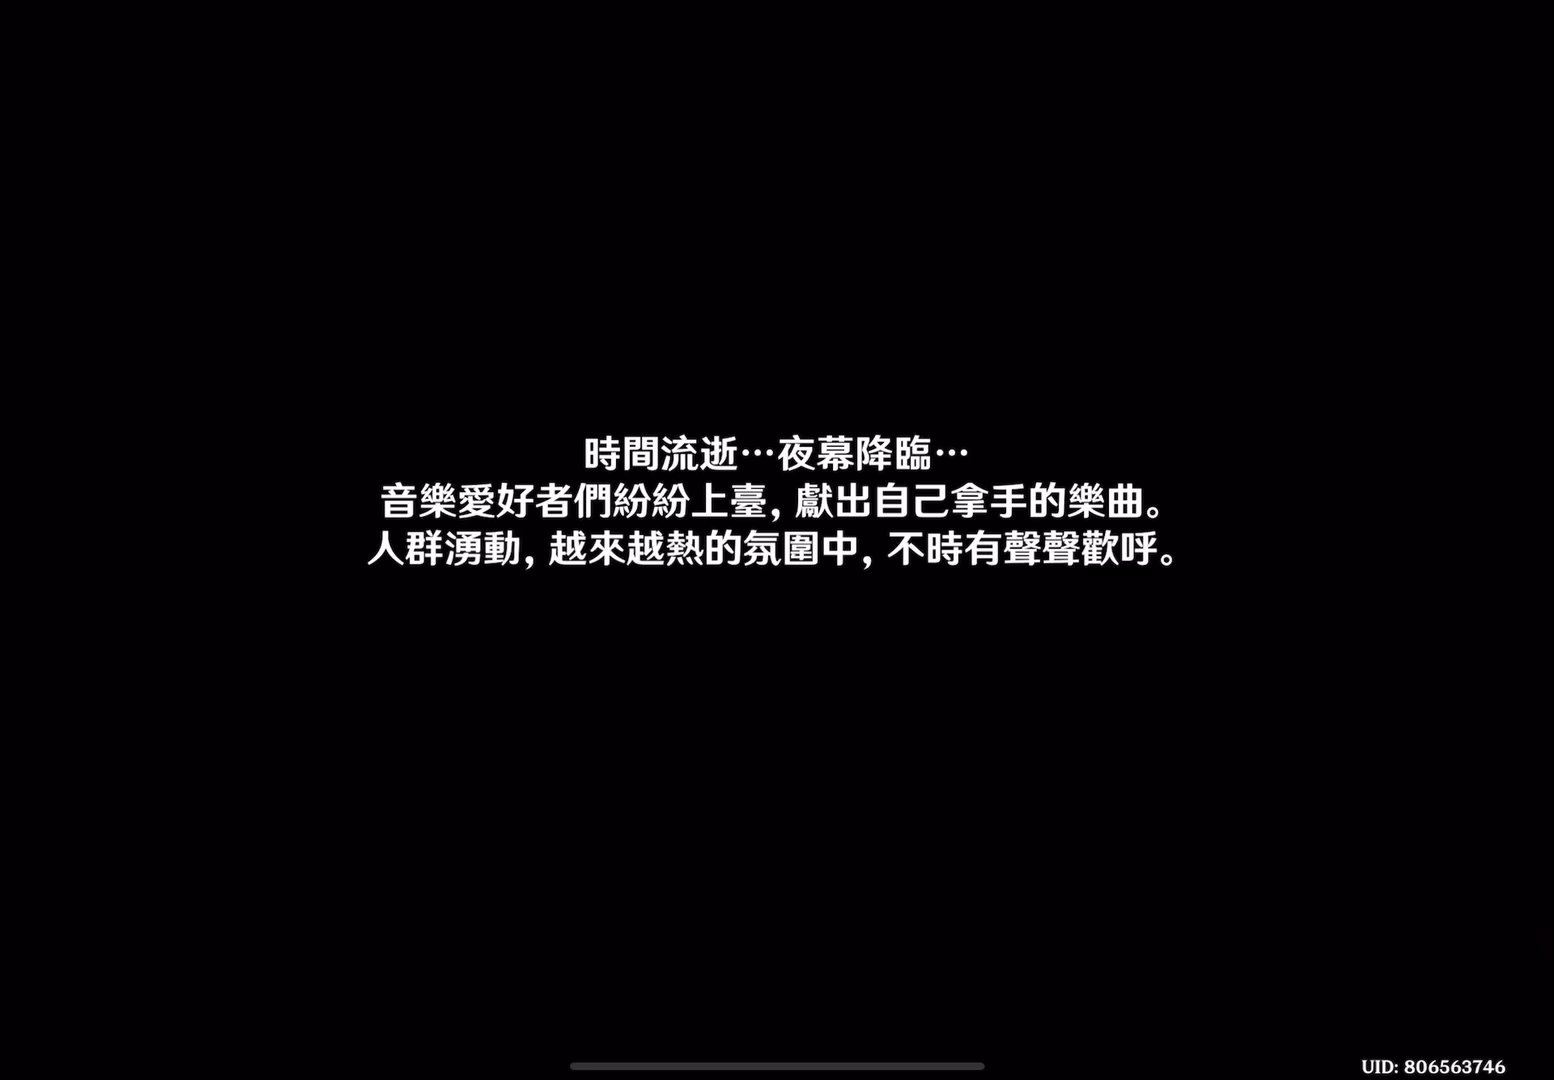 時間流逝…夜幕降臨…
音樂愛好者們紛紛上臺，獻出自己拿手的樂曲。
人群湧動，越來越熱的氛圍中，不時有聲聲歡呼。
UID: 806563746